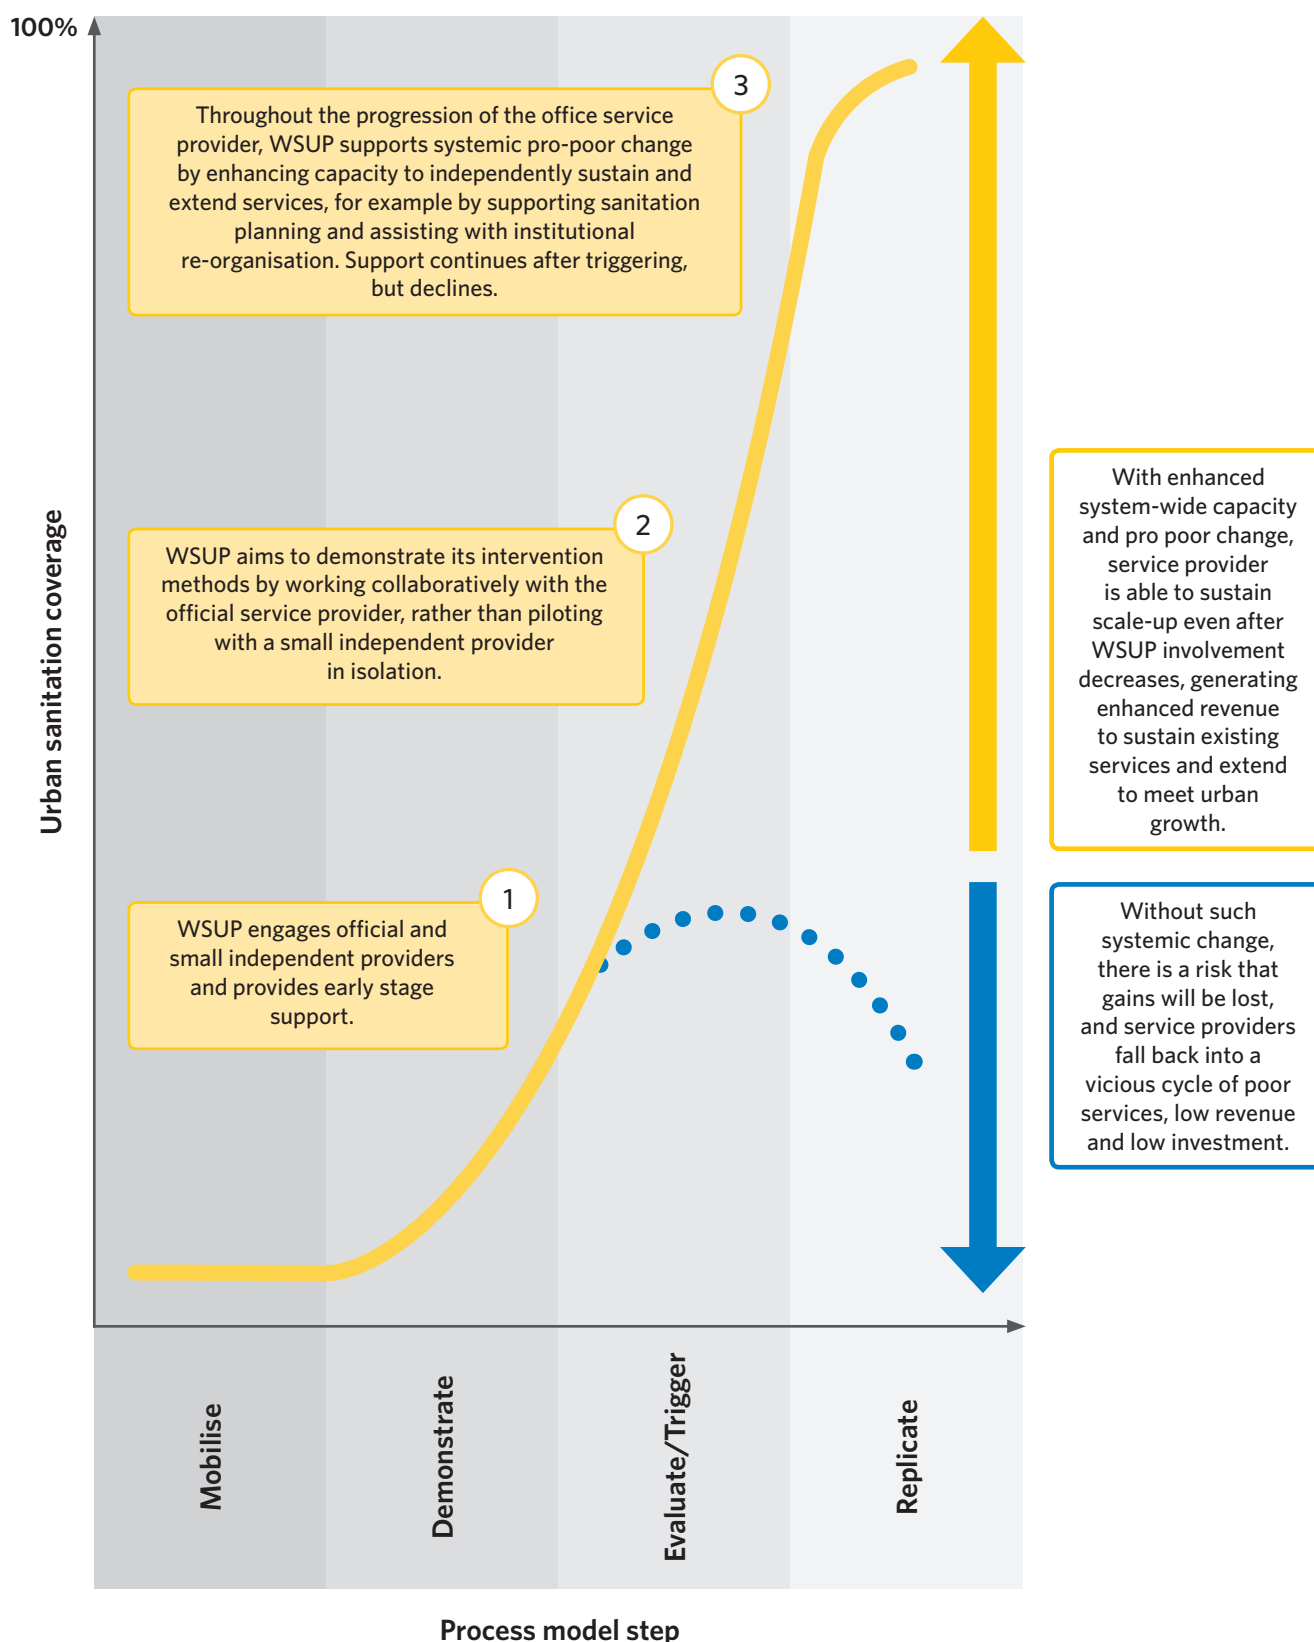 100%
3
Throughout the progression of the office service
provider, WSUP supports systemic pro-poor change
by enhancing capacity to independently sustain and
extend services, for example by supporting sanitation
planning and assisting with institutional
re-organisation. Support continues after triggering,
but declines.
2
WSUP aims to demonstrate its intervention
methods by working collaboratively with the
official service provider, rather than piloting
with a small independent provider
in isolation.
1
WSUP engages official and
small independent providers
and provides early stage
support.
Urban sanitation coverage
With enhanced
system-wide capacity
and pro poor change,
service provider
is able to sustain
scale-up even after
WSUP involvement
decreases, generating
enhanced revenue
to sustain existing
services and extend
to meet urban
growth.
Without such
systemic change,
there is a risk that
gains will be lost,
and service providers
fall back into a
vicious cycle of poor
services, low revenue
and low investment.
Mobilise
Demonstrate
Evaluate/Trigger
Replicate
Process model step